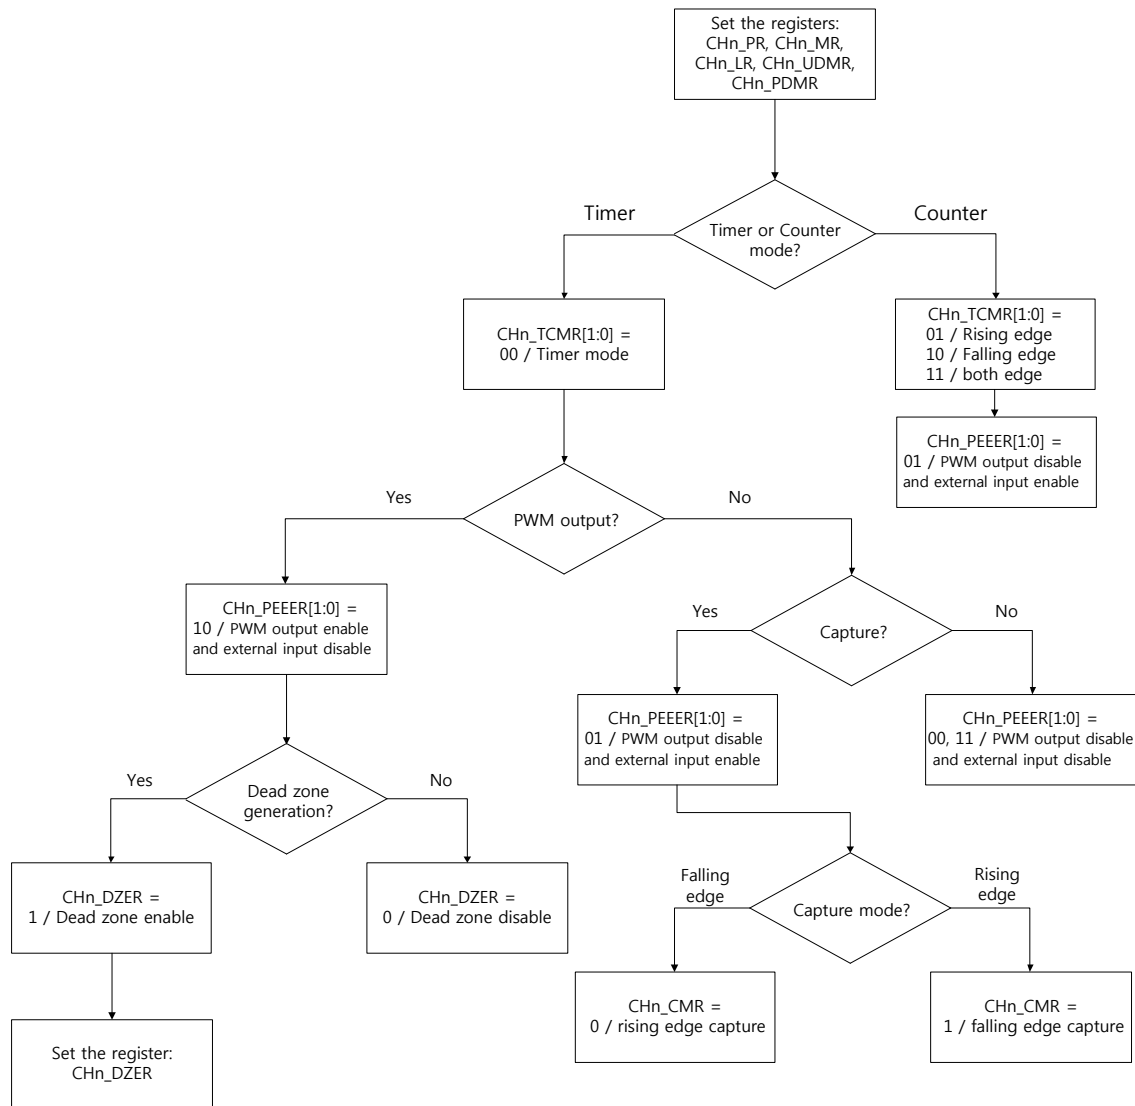 Set the registers:
CHn_PR, CHn_MR,
CHn_LR, CHn_UDMR,
CHn_PDMR
Timer
Counter
Timer or Counter
mode?
CHn_TCMR[1:0] =
00 / Timer mode
CHn_TCMR[1:0] =
01 / Rising edge
10 / Falling edge
11 / both edge
CHn_PEEER[1:0] =
01 / PWM output disable
and external input enable
Yes
No
PWM output?
CHn_PEEER[1:0] =
10 / PWM output enable
and external input disable
Yes
No
Capture?
CHn_PEEER[1:0] =
01 / PWM output disable
and external input enable
CHn_PEEER[1:0] =
00, 11 / PWM output disable
and external input disable
Yes
No
Dead zone
generation?
CHn_DZER =
1 / Dead zone enable
CHn_DZER =
0 / Dead zone disable
Falling
edge
Rising
edge
Capture mode?
CHn_CMR =
0 / rising edge capture
CHn_CMR =
1 / falling edge capture
Set the register:
CHn_DZER